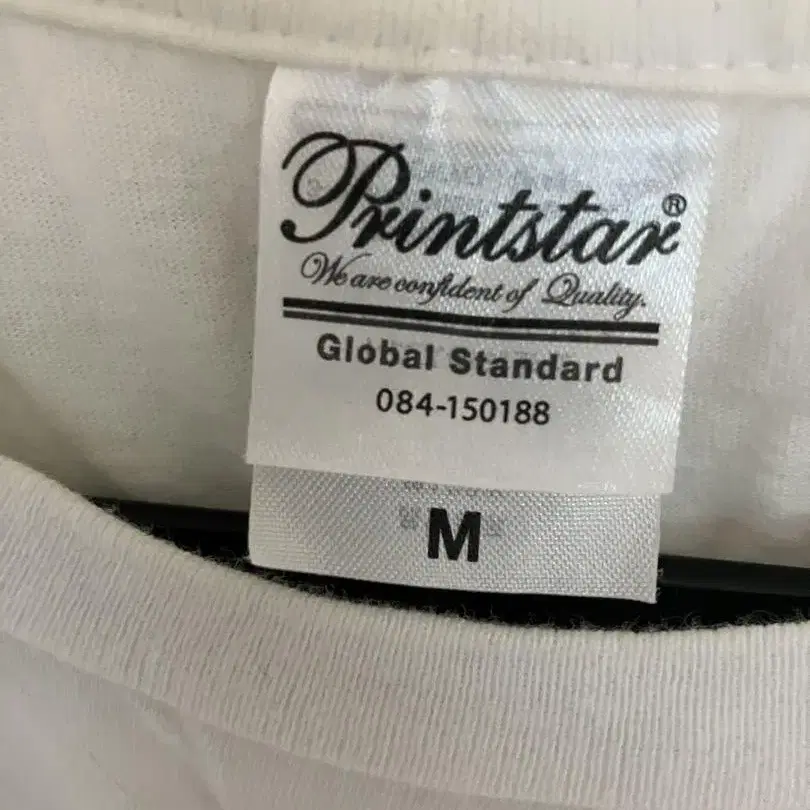 Printstar®
We are confident of Quality.
Global Standard
084-150188
M